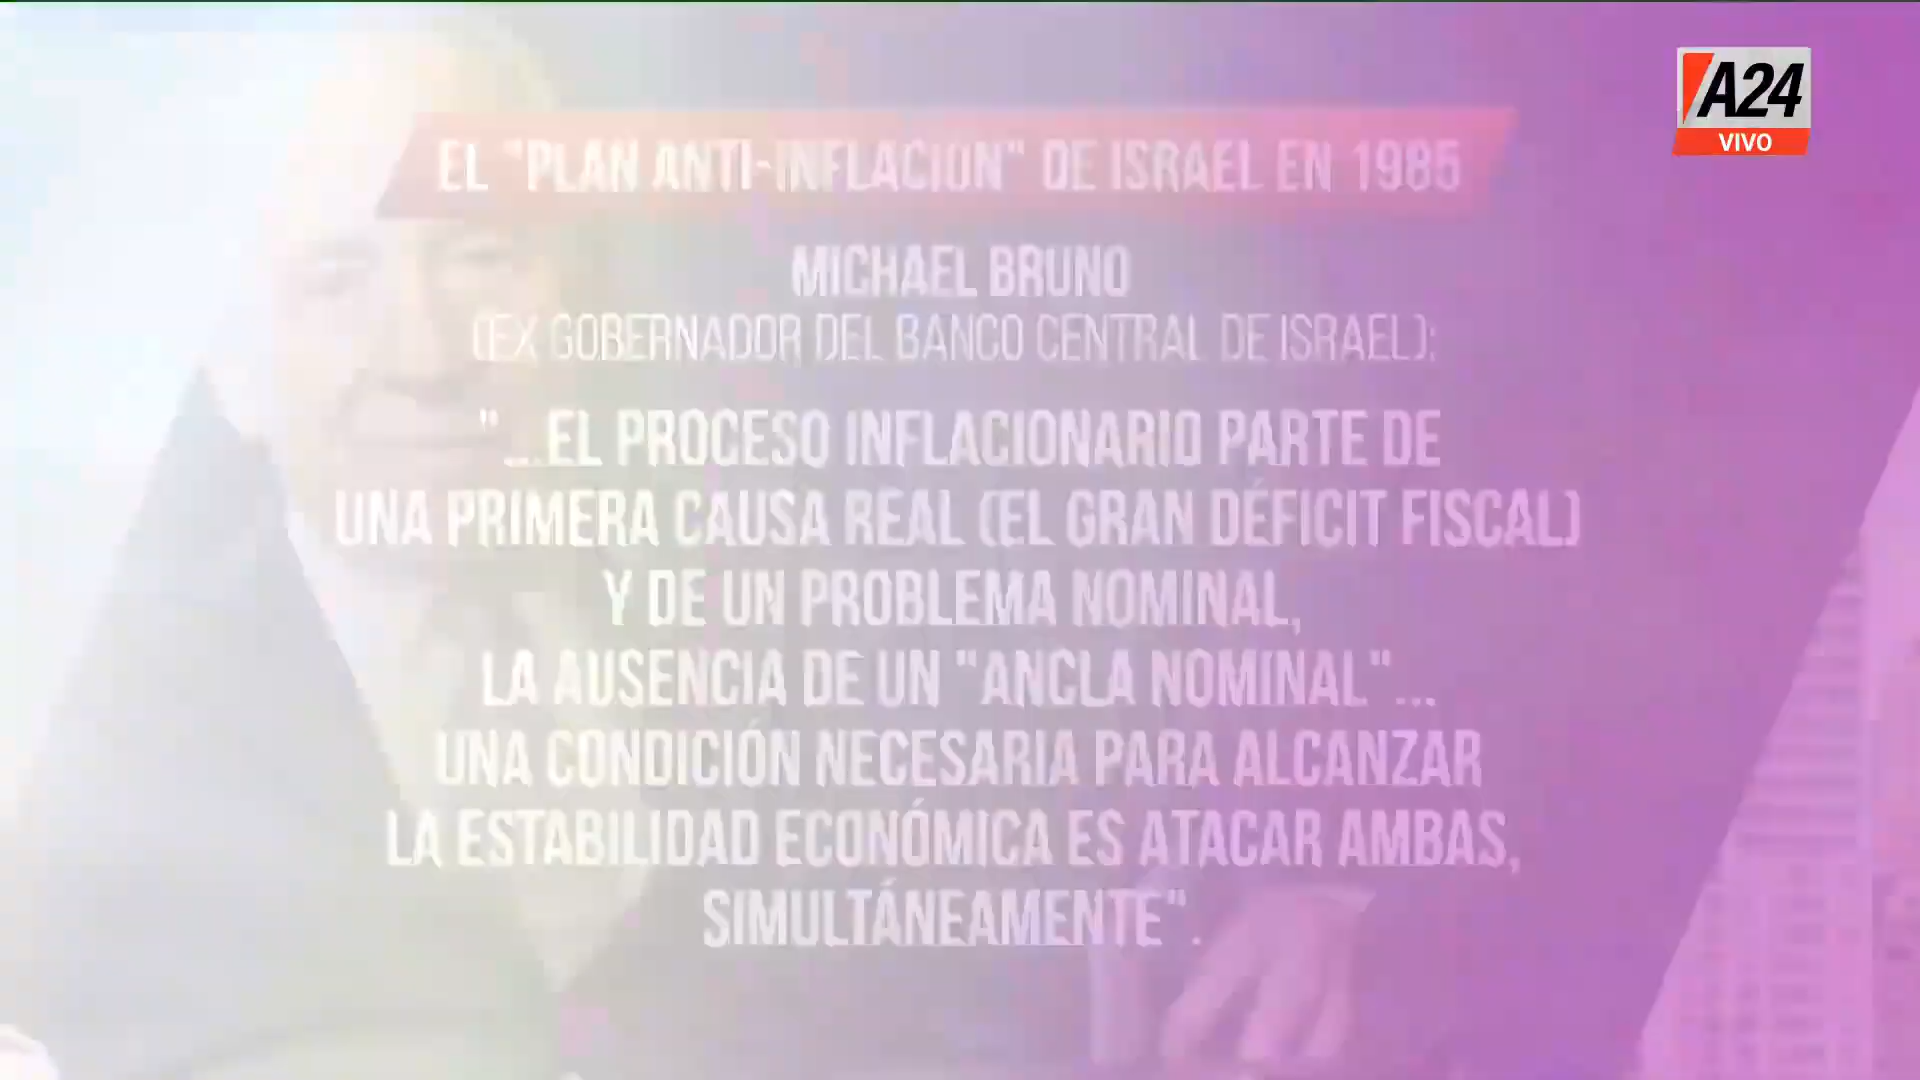 A24
VIVO
EL "PLAN ANTI-INFLACIÓN" DE ISRAEL EN 1985
MICHAEL BRUNO
(EX GOBERNADOR DEL BANCO CENTRAL DE ISRAEL):
"...EL PROCESO INFLACIONARIO PARTE DE
UNA PRIMERA CAUSA REAL (EL GRAN DÉFICIT FISCAL)
Y DE UN PROBLEMA NOMINAL,
LA AUSENCIA DE UN "ANCLA NOMINAL"...
UNA CONDICIÓN NECESARIA PARA ALCANZAR
LA ESTABILIDAD ECONÓMICA ES ATACAR AMBAS,
SIMULTÁNEAMENTE".